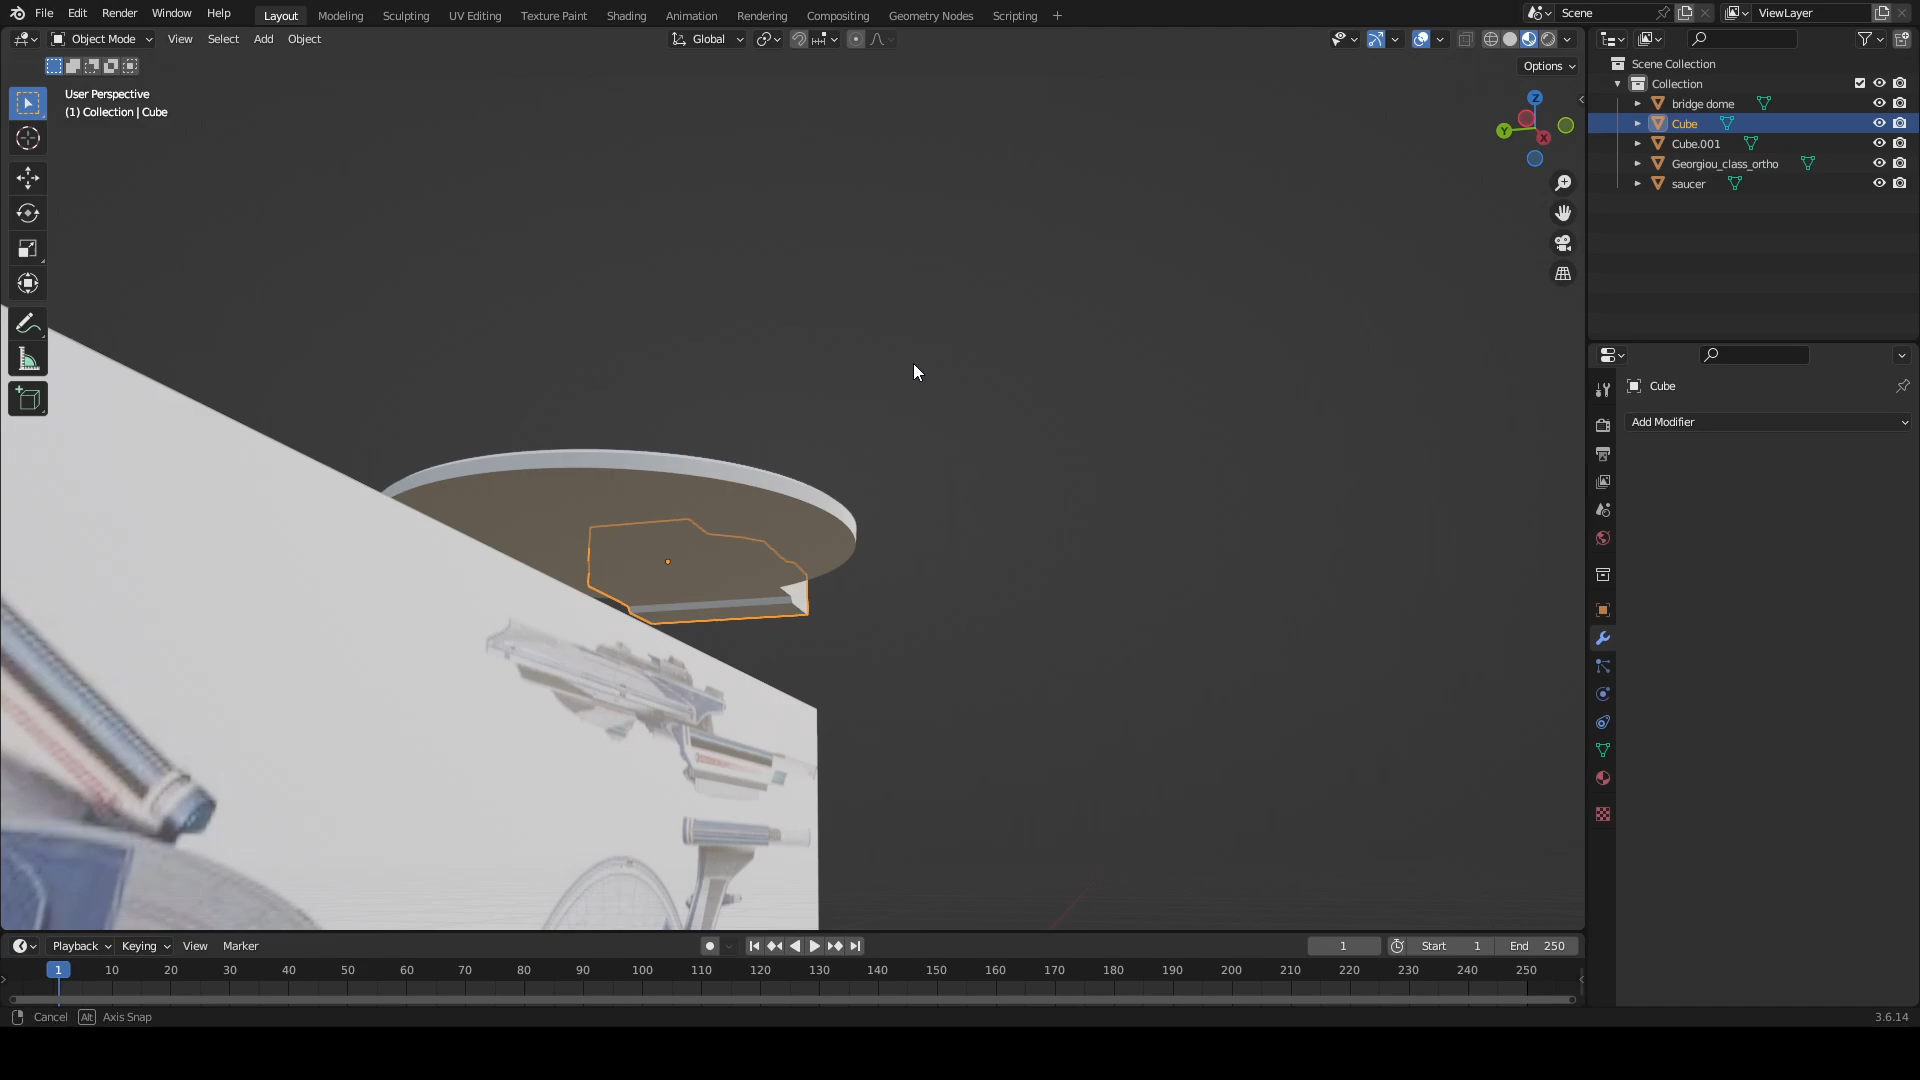 File Edit Render Window Help Layout Modeling Sculpting UV Editing Texture Paint Shading Animation Rendering Compositing Geometry Nodes Scripting + Scene ViewLayer
Object Mode View Select Add Object Global
Options
User Perspective
(1) Collection | Cube
Z
Y
X
Scene Collection
Collection
bridge dome
Cube
Cube.001
Georgiou_class_ortho
saucer
Cube
Add Modifier
Playback Keying View Marker 1 Start 1 End 250
1 10 20 30 40 50 60 70 80 90 100 110 120 130 140 150 160 170 180 190 200 210 220 230 240 250
Cancel Alt Axis Snap 3.6.14